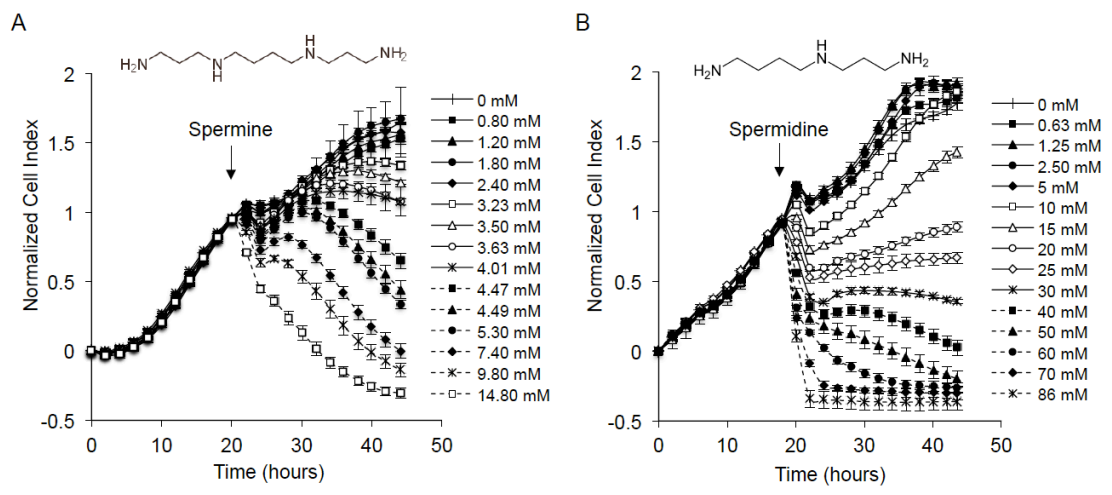 A
H₂N
N
H
H
N
NH₂
2
1.5
1
0.5
0
-0.5
Normalized Cell Index
Spermine
0
10
20
30
40
50
Time (hours)
0 mM
0.80 mM
1.20 mM
1.80 mM
2.40 mM
3.23 mM
3.50 mM
3.63 mM
4.01 mM
4.47 mM
4.49 mM
5.30 mM
7.40 mM
9.80 mM
14.80 mM
B
H₂N
H
N
NH₂
2
1.5
1
0.5
0
-0.5
Normalized Cell Index
Spermidine
0
10
20
30
40
50
Time (hours)
0 mM
0.63 mM
1.25 mM
2.50 mM
5 mM
10 mM
15 mM
20 mM
25 mM
30 mM
40 mM
50 mM
60 mM
70 mM
86 mM